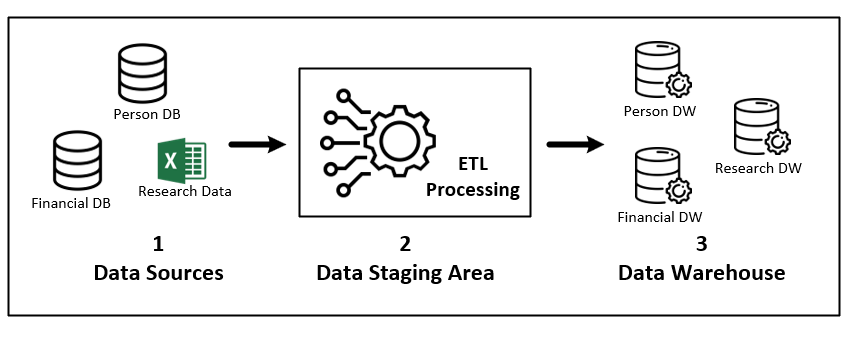 Person DB
Financial DB
X
Research Data
1
Data Sources
ETL
Processing
2
Data Staging Area
Person DW
Research DW
Financial DW
3
Data Warehouse